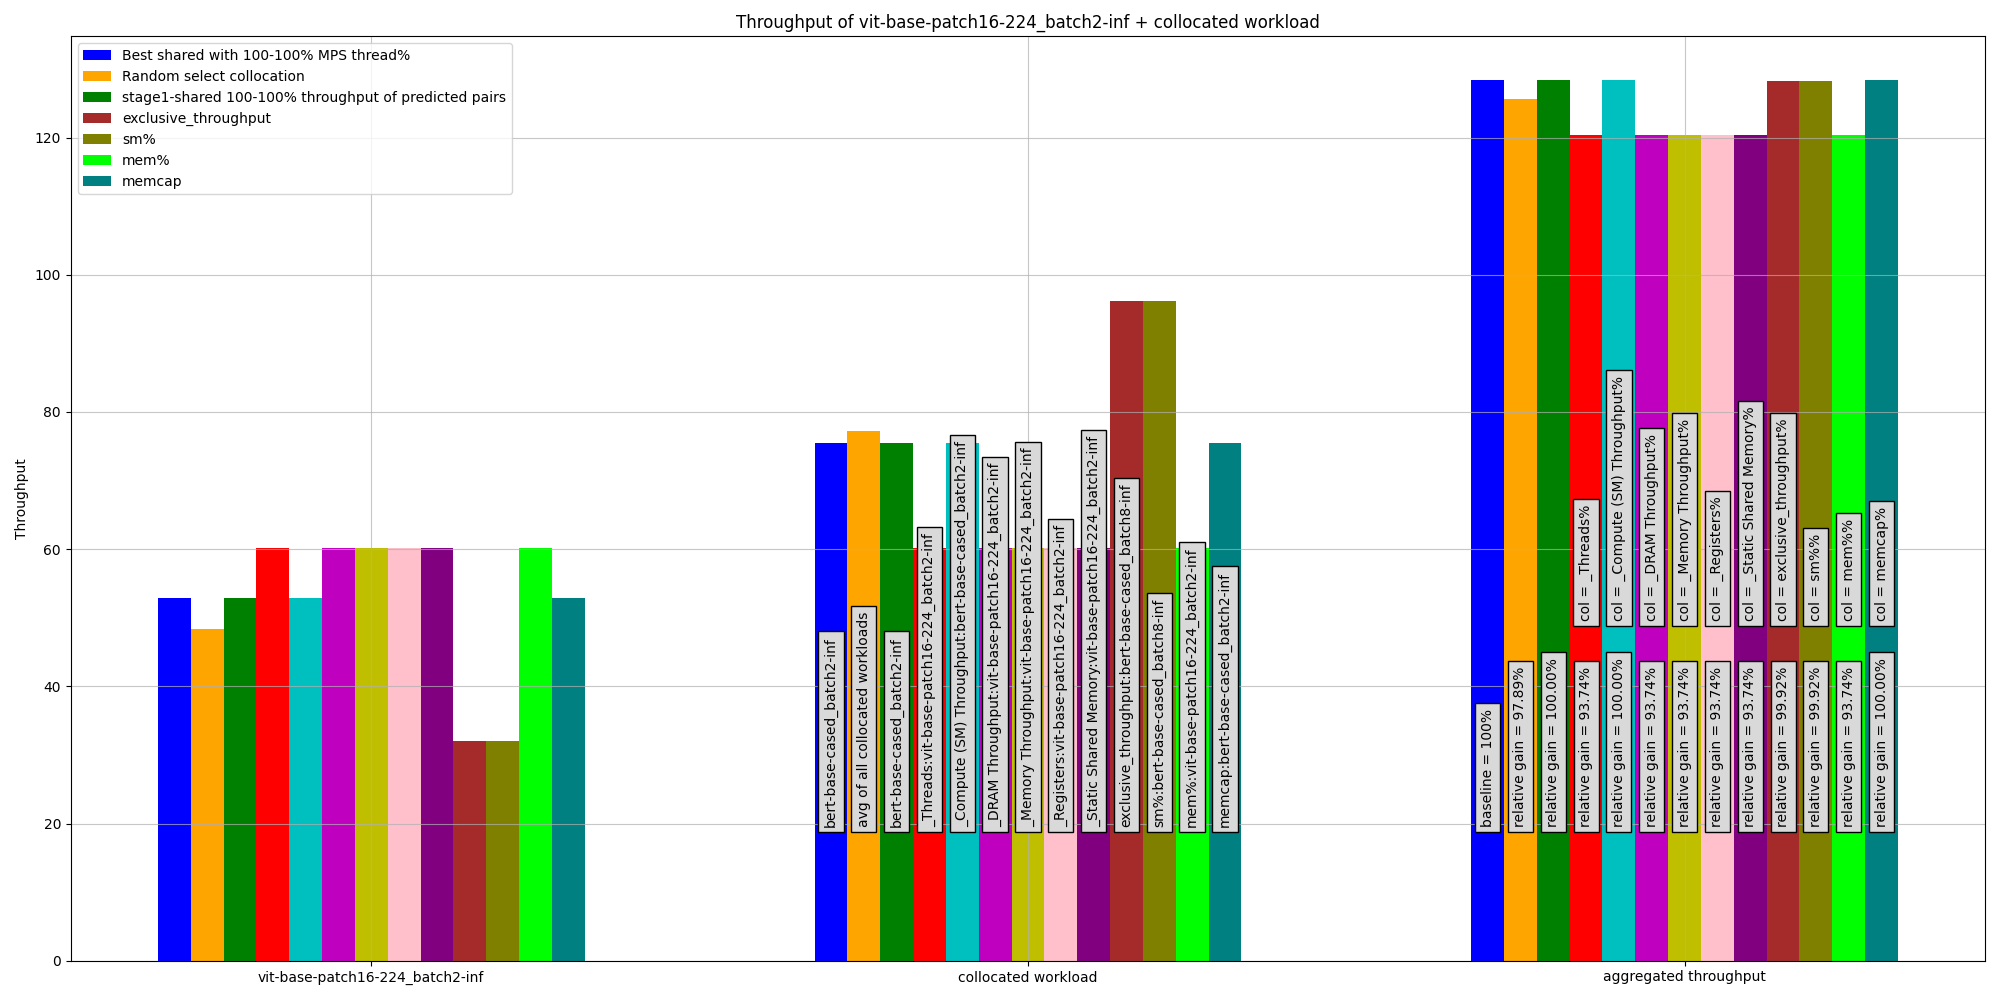 Throughput of vit-base-patch16-224_batch2-inf + collocated workload
Best shared with 100-100% MPS thread%
Random select collocation
stage1-shared 100-100% throughput of predicted pairs
exclusive_throughput
sm%
mem%
memcap
Throughput
120
100
80
60
40
20
0
bert-base-cased_batch2-inf
avg of all collocated workloads
bert-base-cased_batch2-inf
_Threads:vit-base-patch16-224_batch2-inf
_Compute (SM) Throughput:bert-base-cased_batch2-inf
_DRAM Throughput:vit-base-patch16-224_batch2-inf
_Memory Throughput:vit-base-patch16-224_batch2-inf
_Registers:vit-base-patch16-224_batch2-inf
_Static Shared Memory:vit-base-patch16-224_batch2-inf
exclusive_throughput:bert-base-cased_batch8-inf
sm%:bert-base-cased_batch8-inf
mem%:vit-base-patch16-224_batch2-inf
memcap:bert-base-cased_batch2-inf
col = _Threads%
col = _Compute (SM) Throughput%
col = _DRAM Throughput%
col = _Memory Throughput%
col = _Registers%
col = _Static Shared Memory%
col = exclusive_throughput%
col = sm%%
col = mem%%
col = memcap%
baseline = 100%
relative gain = 97.89%
relative gain = 100.00%
relative gain = 93.74%
relative gain = 100.00%
relative gain = 93.74%
relative gain = 93.74%
relative gain = 93.74%
relative gain = 93.74%
relative gain = 99.92%
relative gain = 99.92%
relative gain = 93.74%
relative gain = 100.00%
vit-base-patch16-224_batch2-inf
collocated workload
aggregated throughput